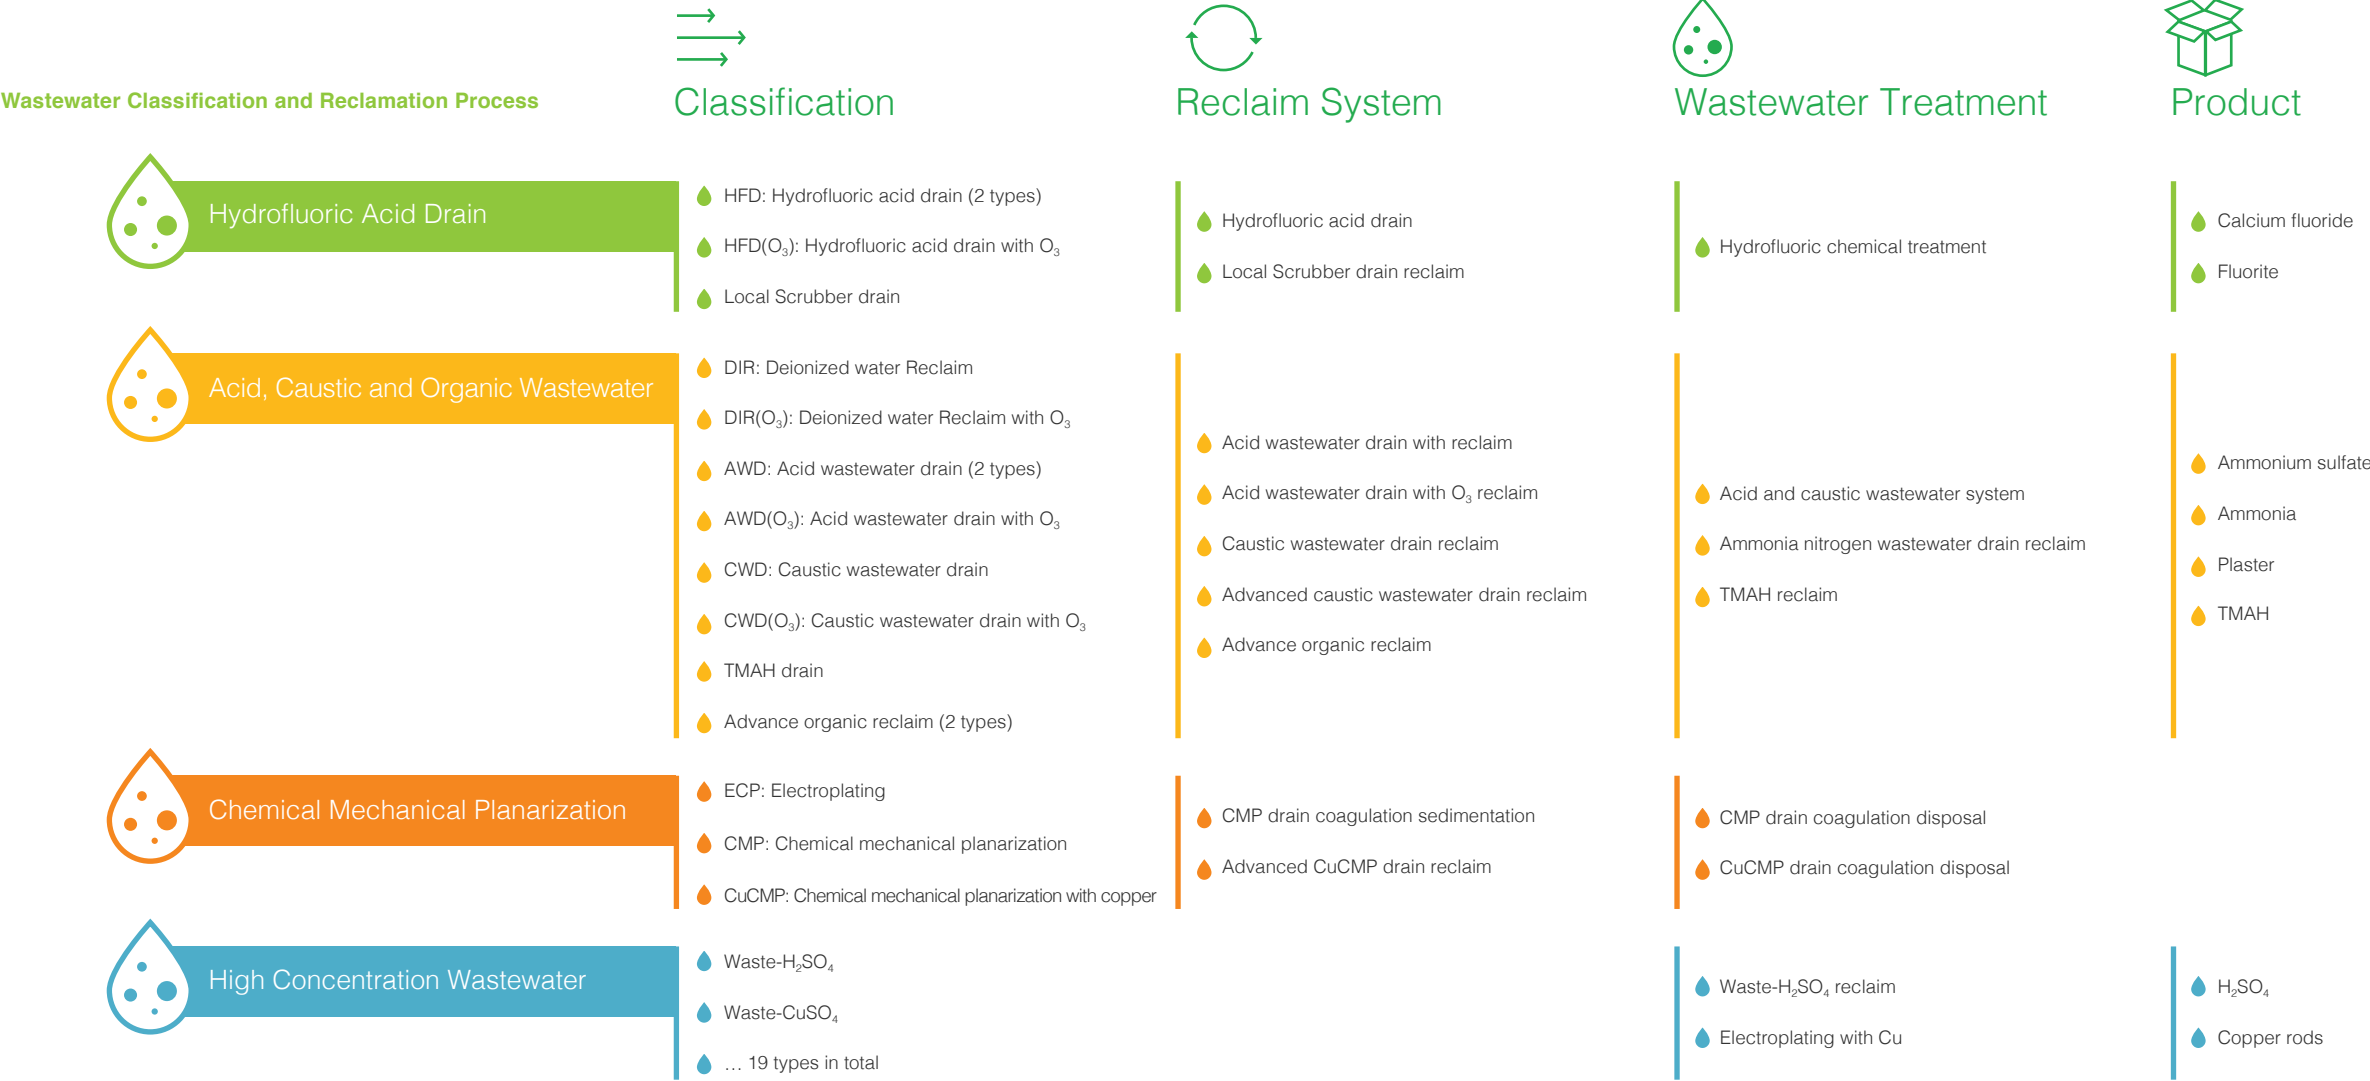 Wastewater Classification and Reclamation Process
Classification
Reclaim System
Wastewater Treatment
Product
Hydrofluoric Acid Drain
HFD: Hydrofluoric acid drain (2 types)
HFD(O₃): Hydrofluoric acid drain with O₃
Local Scrubber drain
Hydrofluoric acid drain
Local Scrubber drain reclaim
Hydrofluoric chemical treatment
Calcium fluoride
Fluorite
Acid, Caustic and Organic Wastewater
DIR: Deionized water Reclaim
DIR(O₃): Deionized water Reclaim with O₃
AWD: Acid wastewater drain (2 types)
AWD(O₃): Acid wastewater drain with O₃
CWD: Caustic wastewater drain
CWD(O₃): Caustic wastewater drain with O₃
TMAH drain
Advance organic reclaim (2 types)
Acid wastewater drain with reclaim
Acid wastewater drain with O₃ reclaim
Caustic wastewater drain reclaim
Advanced caustic wastewater drain reclaim
Advance organic reclaim
Acid and caustic wastewater system
Ammonia nitrogen wastewater drain reclaim
TMAH reclaim
Ammonium sulfate
Ammonia
Plaster
TMAH
Chemical Mechanical Planarization
ECP: Electroplating
CMP: Chemical mechanical planarization
CuCMP: Chemical mechanical planarization with copper
CMP drain coagulation sedimentation
Advanced CuCMP drain reclaim
CMP drain coagulation disposal
CuCMP drain coagulation disposal
High Concentration Wastewater
Waste-H₂SO₄
Waste-CuSO₄
… 19 types in total
Waste-H₂SO₄ reclaim
Electroplating with Cu
H₂SO₄
Copper rods